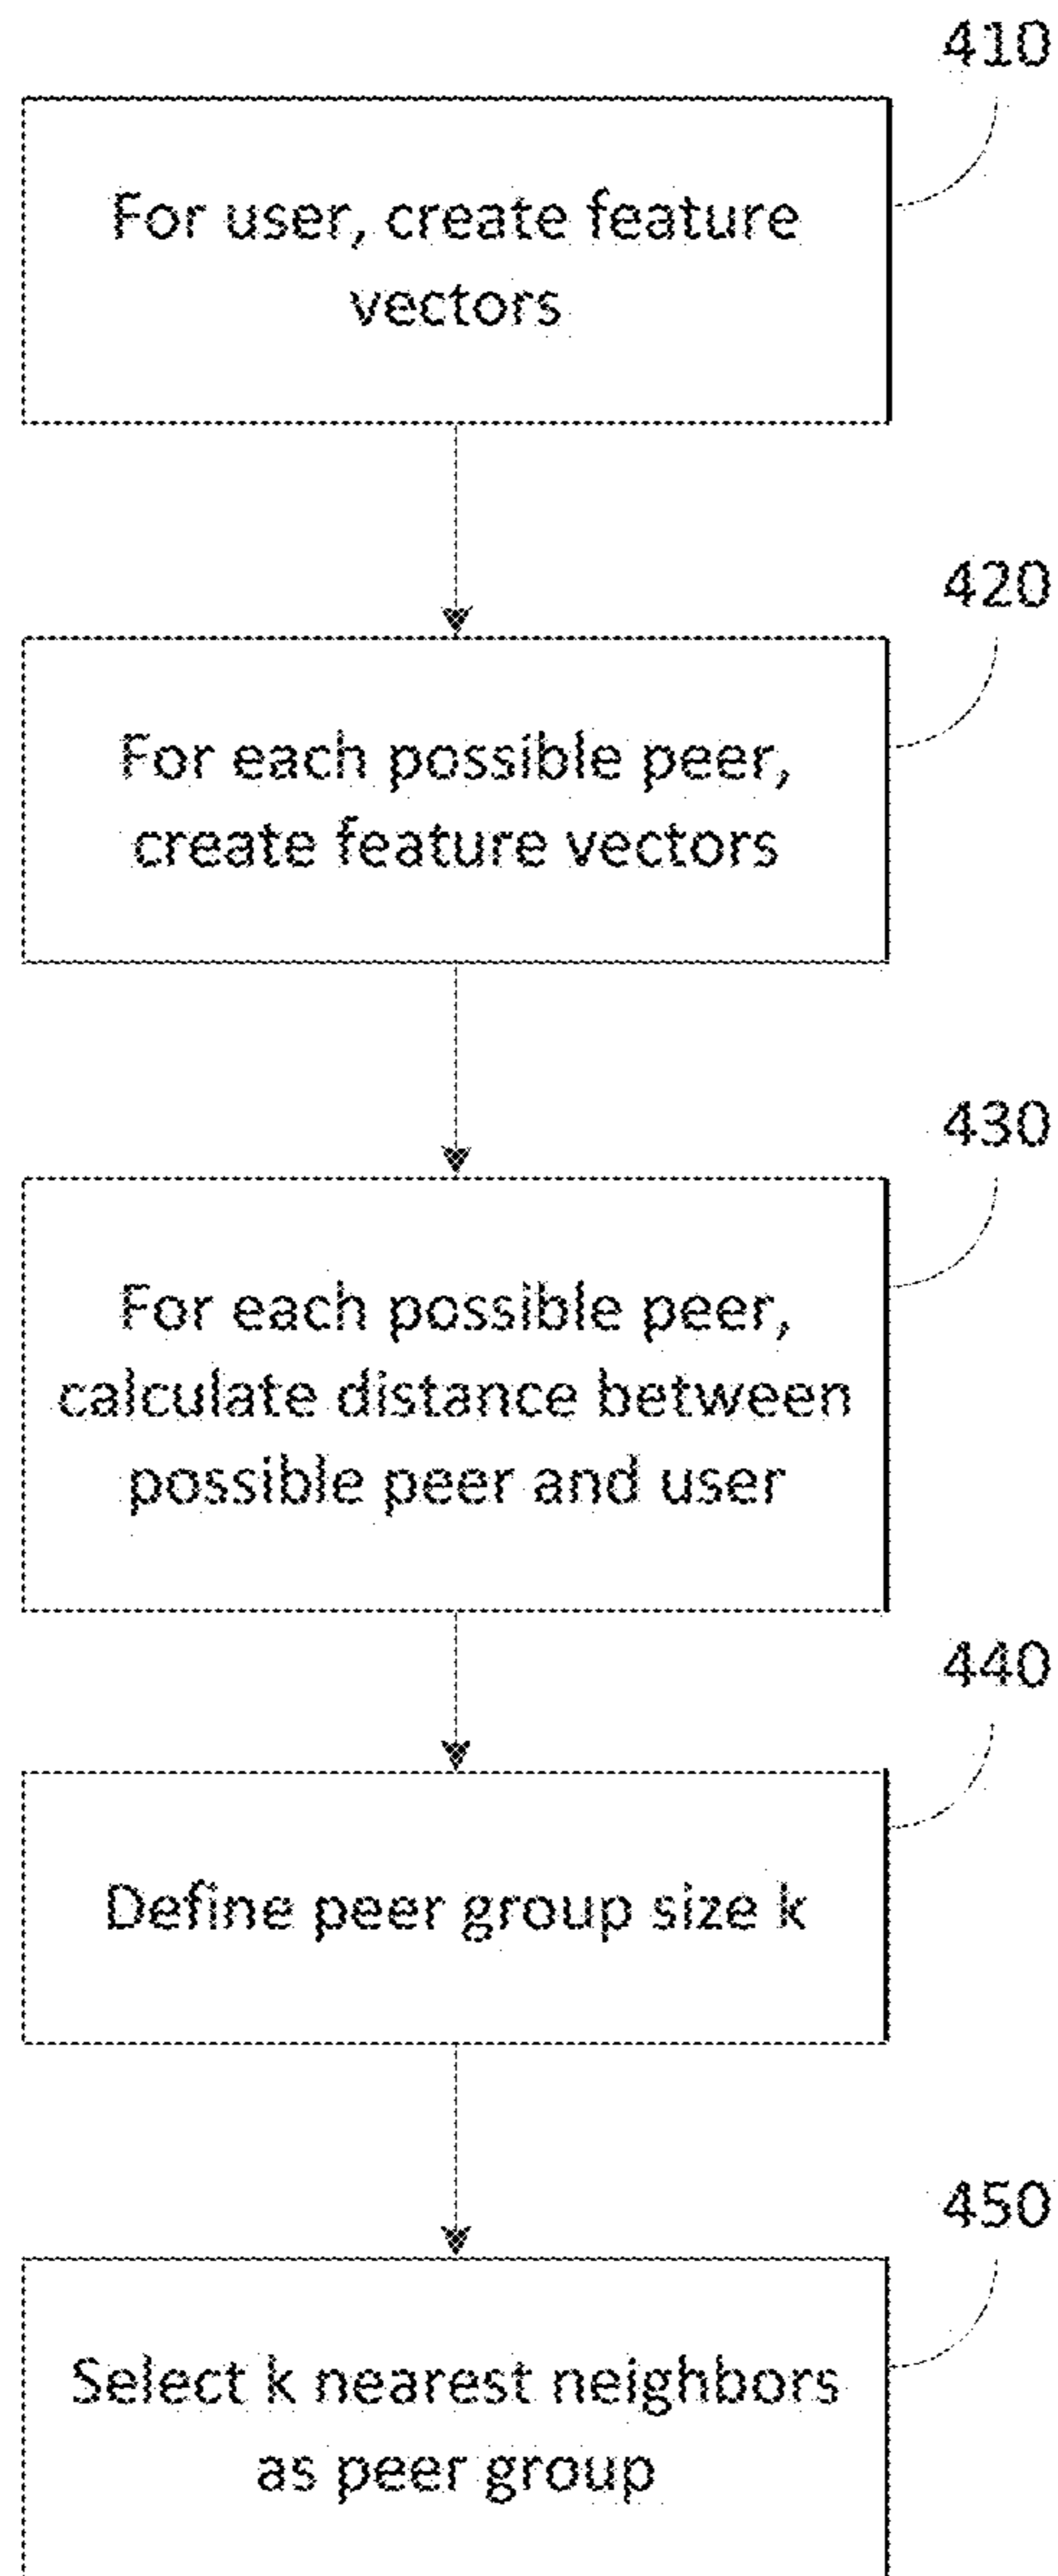 410
For user, create feature
vectors
420
For each possible peer,
create feature vectors
430
For each possible peer,
calculate distance between
possible peer and user
440
Define peer group size k
450
Select k nearest neighbors
as peer group